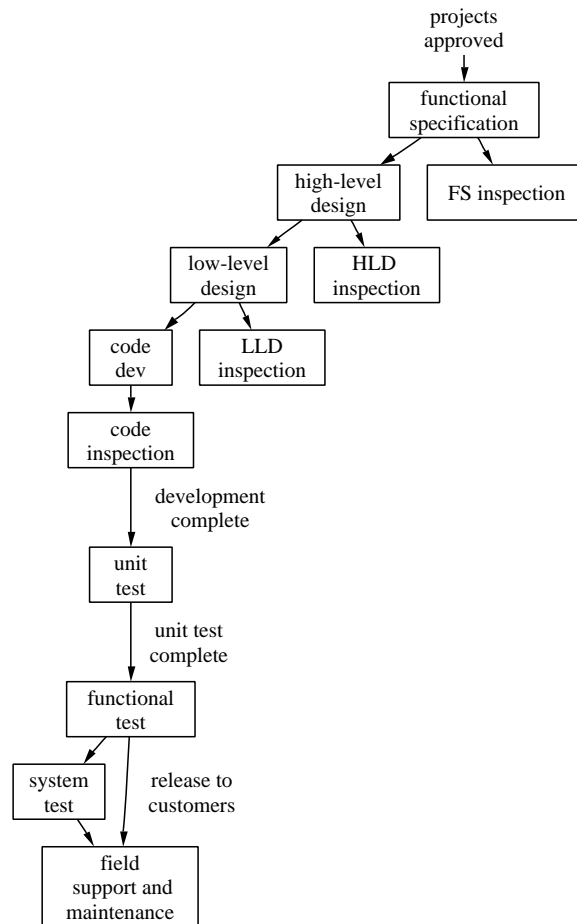 projects
approved
functional
specification
high-level
design
FS inspection
low-level
design
HLD
inspection
code
dev
LLD
inspection
code
inspection
development
complete
unit
test
unit test
complete
functional
test
system
test
release to
customers
field
support and
maintenance